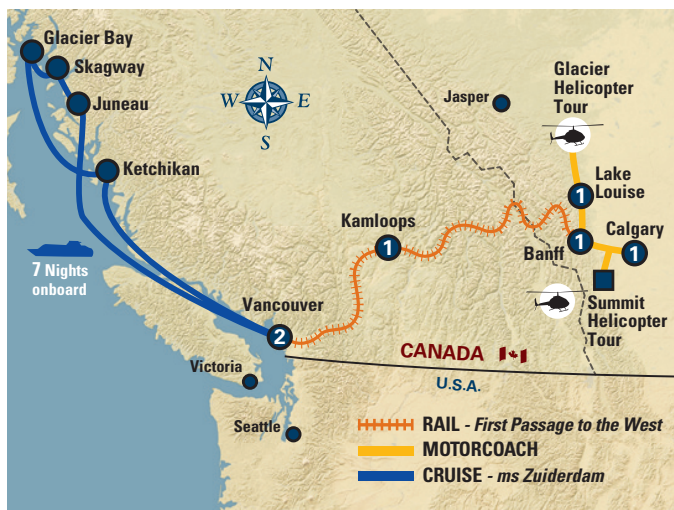 Glacier Bay
Skagway
Juneau
Ketchikan
7 Nights
onboard
N
W
E
S
Jasper
Glacier
Helicopter
Tour
Lake
Louise
1
Kamloops
1
Banff
1
Calgary
1
Summit
Helicopter
Tour
Vancouver
2
Victoria
Seattle
CANADA
U.S.A.
RAIL - First Passage to the West
MOTORCOACH
CRUISE - ms Zuiderdam